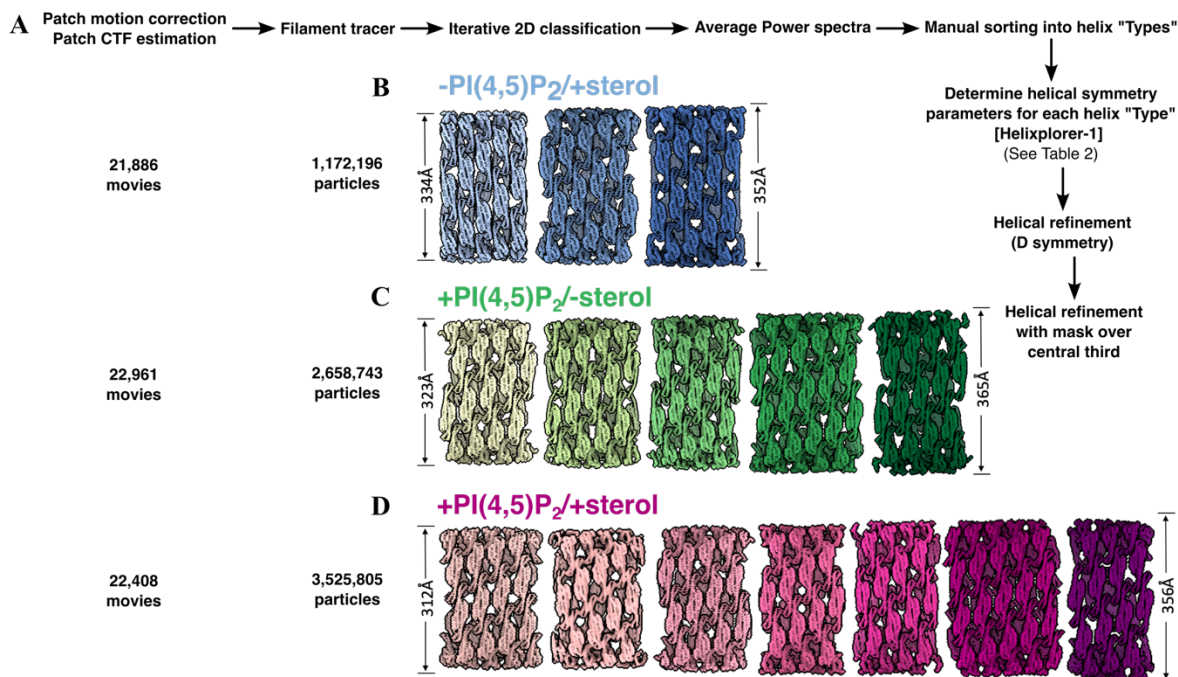 A
Patch motion correction
Patch CTF estimation
Filament tracer
Iterative 2D classification
Average Power spectra
Manual sorting into helix "Types"
Determine helical symmetry
parameters for each helix "Type"
[Helixplorer-1]
(See Table 2)
Helical refinement
(D symmetry)
Helical refinement
with mask over
central third
B
-PI(4,5)P2/+sterol
21,886
movies
1,172,196
particles
334Å
352Å
C
+PI(4,5)P2/-sterol
22,961
movies
2,658,743
particles
323Å
365Å
D
+PI(4,5)P2/+sterol
22,408
movies
3,525,805
particles
312Å
356Å